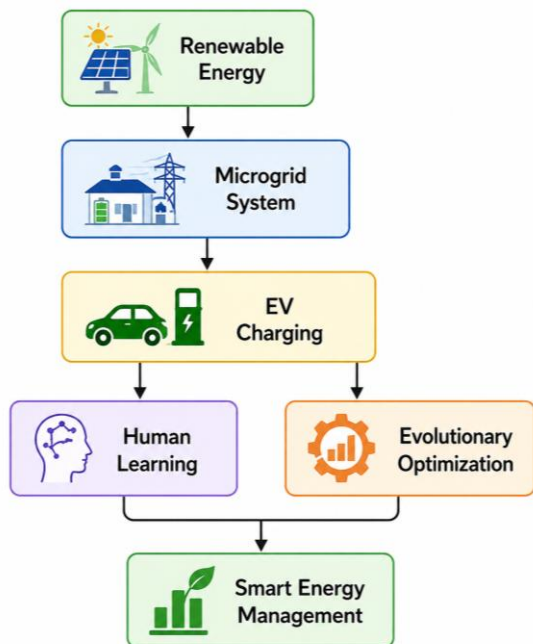 Renewable
Energy
Microgrid
System
EV
Charging
Human
Learning
Evolutionary
Optimization
Smart Energy
Management